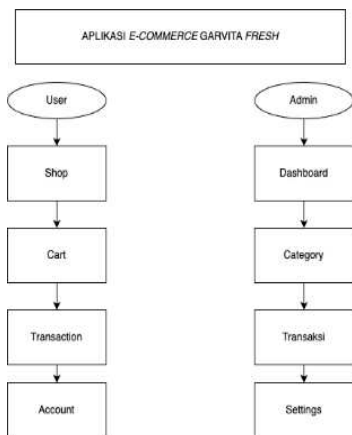 APLIKASI E-COMMERCE GARVITA FRESH
User
Admin
Shop
Dashboard
Cart
Category
Transaction
Transaksi
Account
Settings